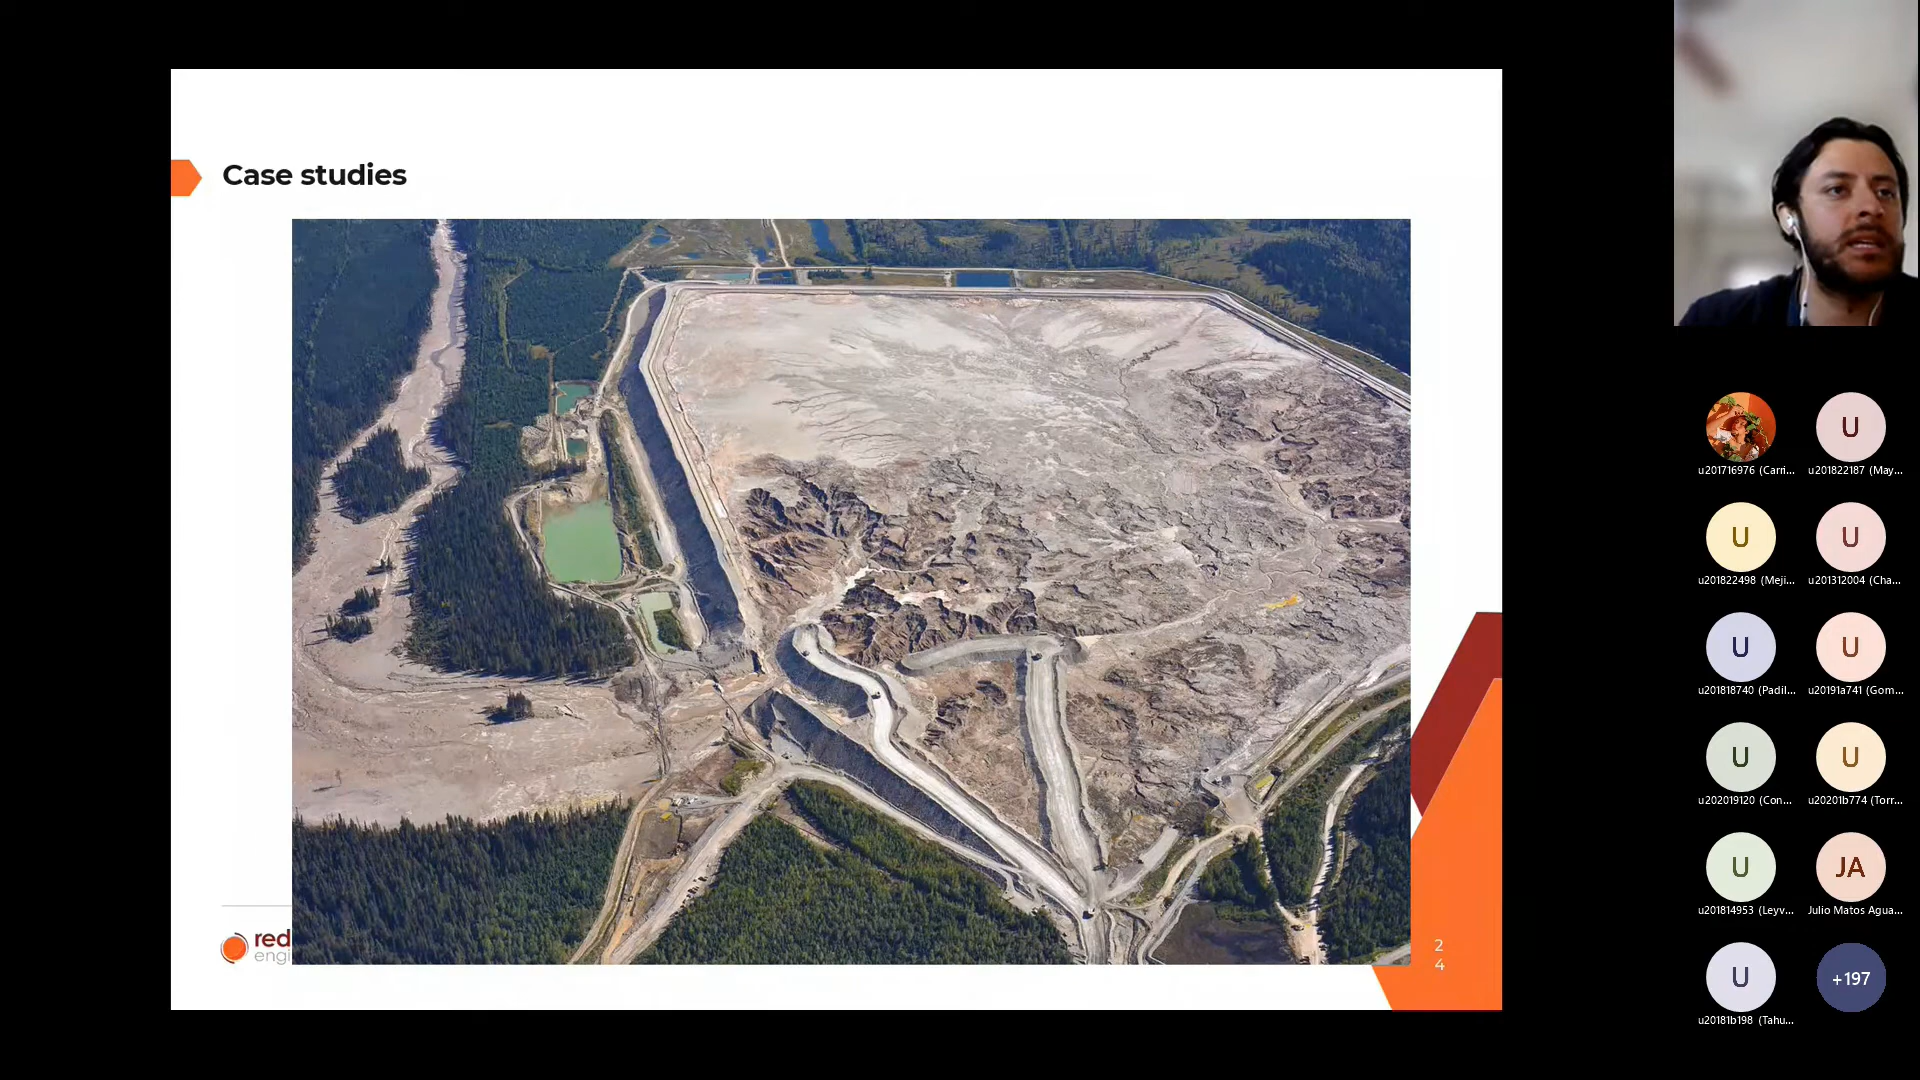 Case studies
red
engi
2
4
U
u201716976 (Carri...
u201822187 (May...
U
U
u201822498 (Meji...
u201312004 (Cha...
U
U
u201818740 (Padil...
u20191a741 (Gom...
U
U
u202019120 (Con...
u20201b774 (Torr...
U
JA
u201814953 (Leyv...
Julio Matos Agua...
U
+197
u20181b198 (Tahu...